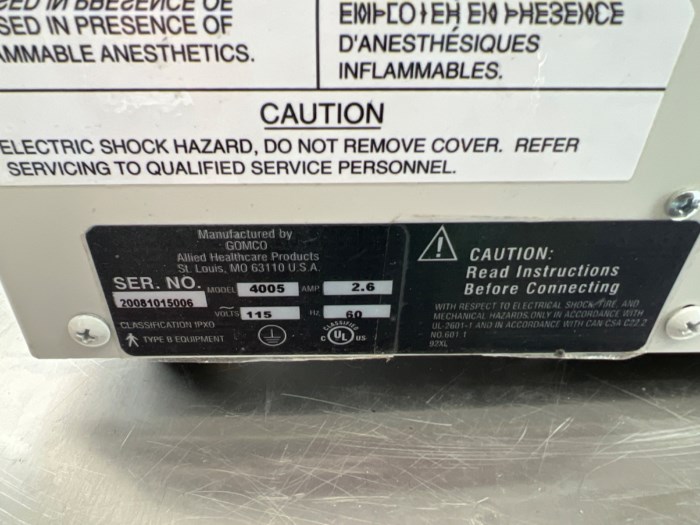 SED IN PRESENCE OF
MMABLE ANESTHETICS.
D'ANESTHÉSIQUES
INFLAMMABLES.
CAUTION
ELECTRIC SHOCK HAZARD, DO NOT REMOVE COVER. REFER
SERVICING TO QUALIFIED SERVICE PERSONNEL.
Manufactured by
GOMCO
Allied Healthcare Products
St. Louis, MO 63110 U.S.A.
SER. NO. MODEL 4005 AMP 2.6
20081015006 VOLTS 115 HZ 60
CLASSIFICATION IPX0
TYPE B EQUIPMENT
CLASSIFIED
C UL US
CAUTION:
Read Instructions
Before Connecting
WITH RESPECT TO ELECTRICAL SHOCK, FIRE, AND
MECHANICAL HAZARDS ONLY IN ACCORDANCE WITH
UL-2601-1 AND IN ACCORDANCE WITH CAN/CSA C22.2
NO.601.1
92XL